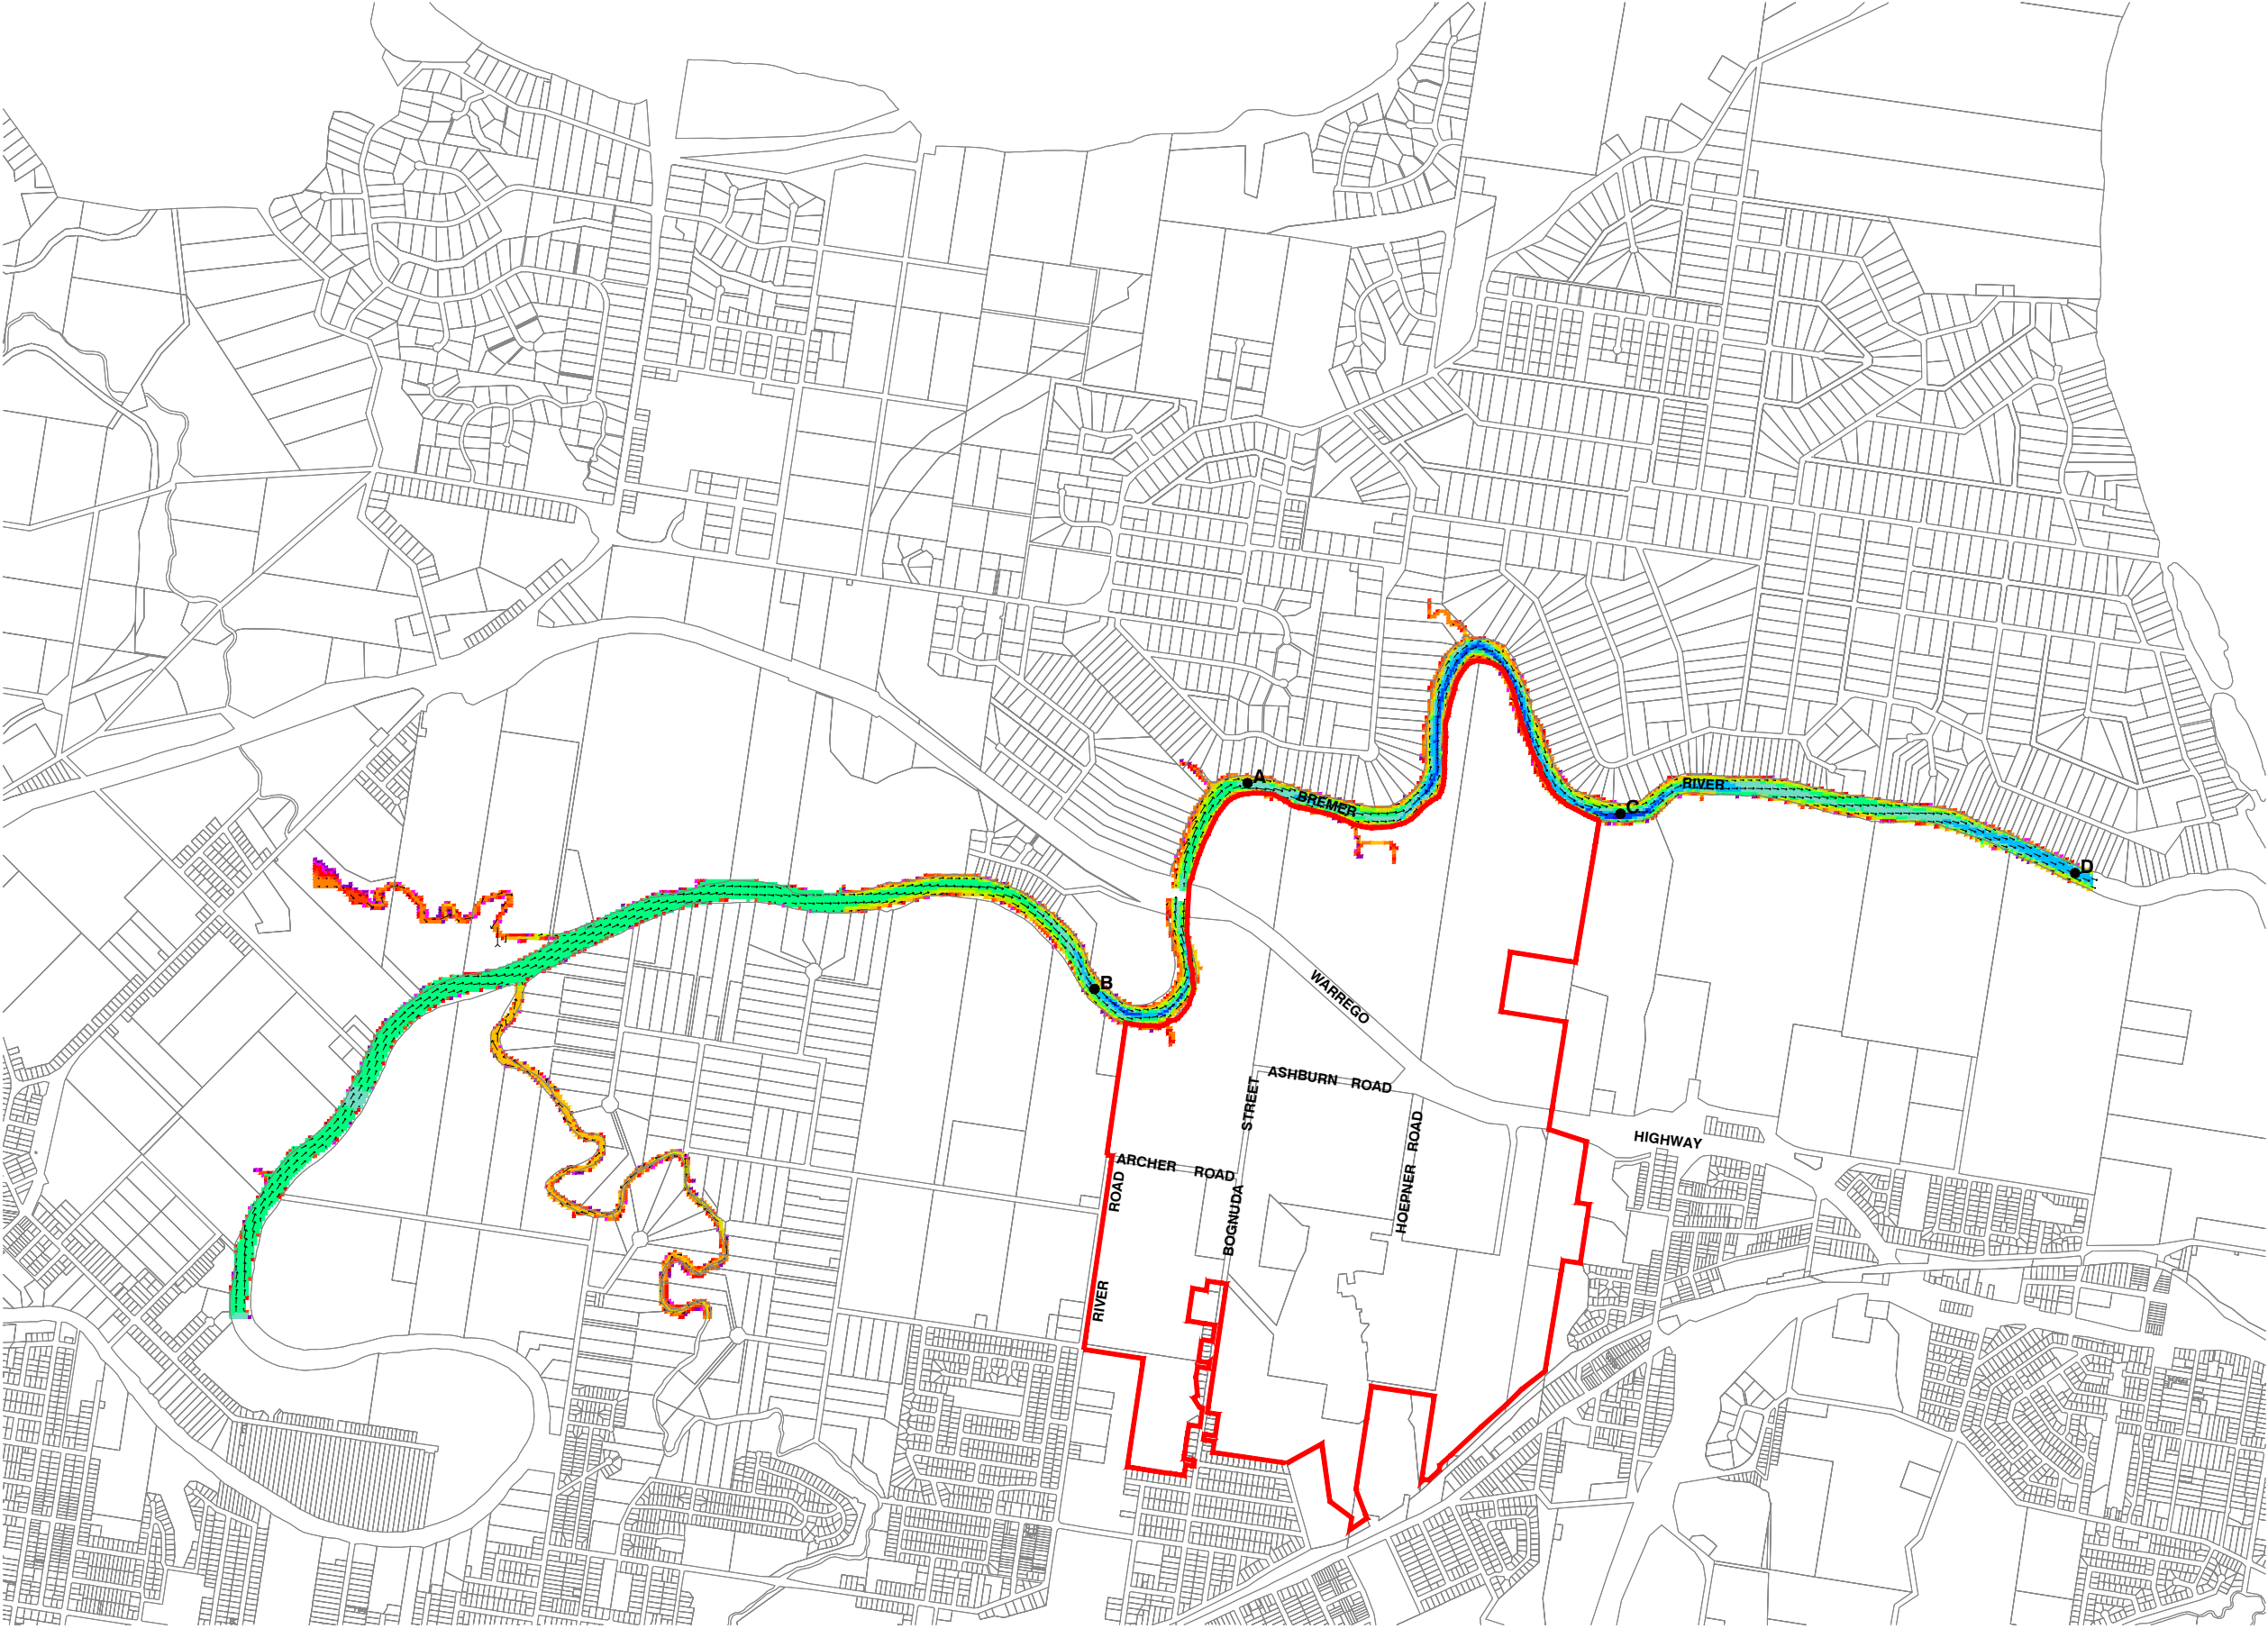 A
BREMER
RIVER
C
D
B
WARREGO
ASHBURN ROAD
STREET
HIGHWAY
ARCHER ROAD
ROAD
HOEPNER ROAD
BOGNUDA
RIVER